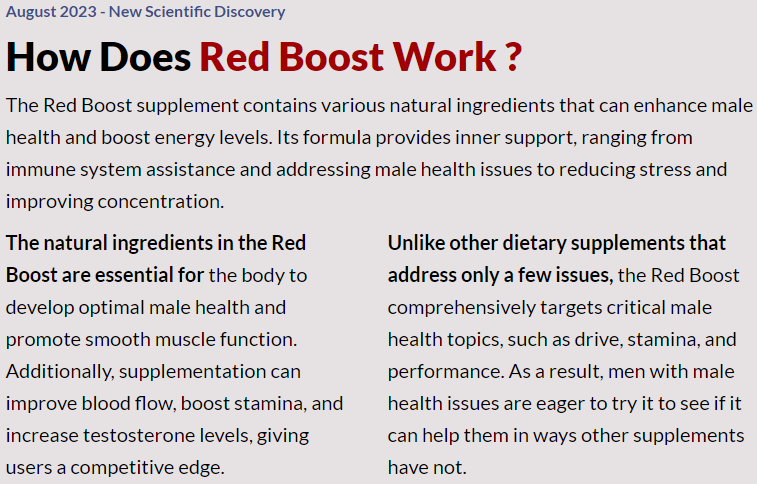 August 2023 - New Scientific Discovery
How Does Red Boost Work ?
The Red Boost supplement contains various natural ingredients that can enhance male
health and boost energy levels. Its formula provides inner support, ranging from
immune system assistance and addressing male health issues to reducing stress and
improving concentration.
The natural ingredients in the Red
Boost are essential for the body to
develop optimal male health and
promote smooth muscle function.
Additionally, supplementation can
improve blood flow, boost stamina, and
increase testosterone levels, giving
users a competitive edge.
Unlike other dietary supplements that
address only a few issues, the Red Boost
comprehensively targets critical male
health topics, such as drive, stamina, and
performance. As a result, men with male
health issues are eager to try it to see if it
can help them in ways other supplements
have not.